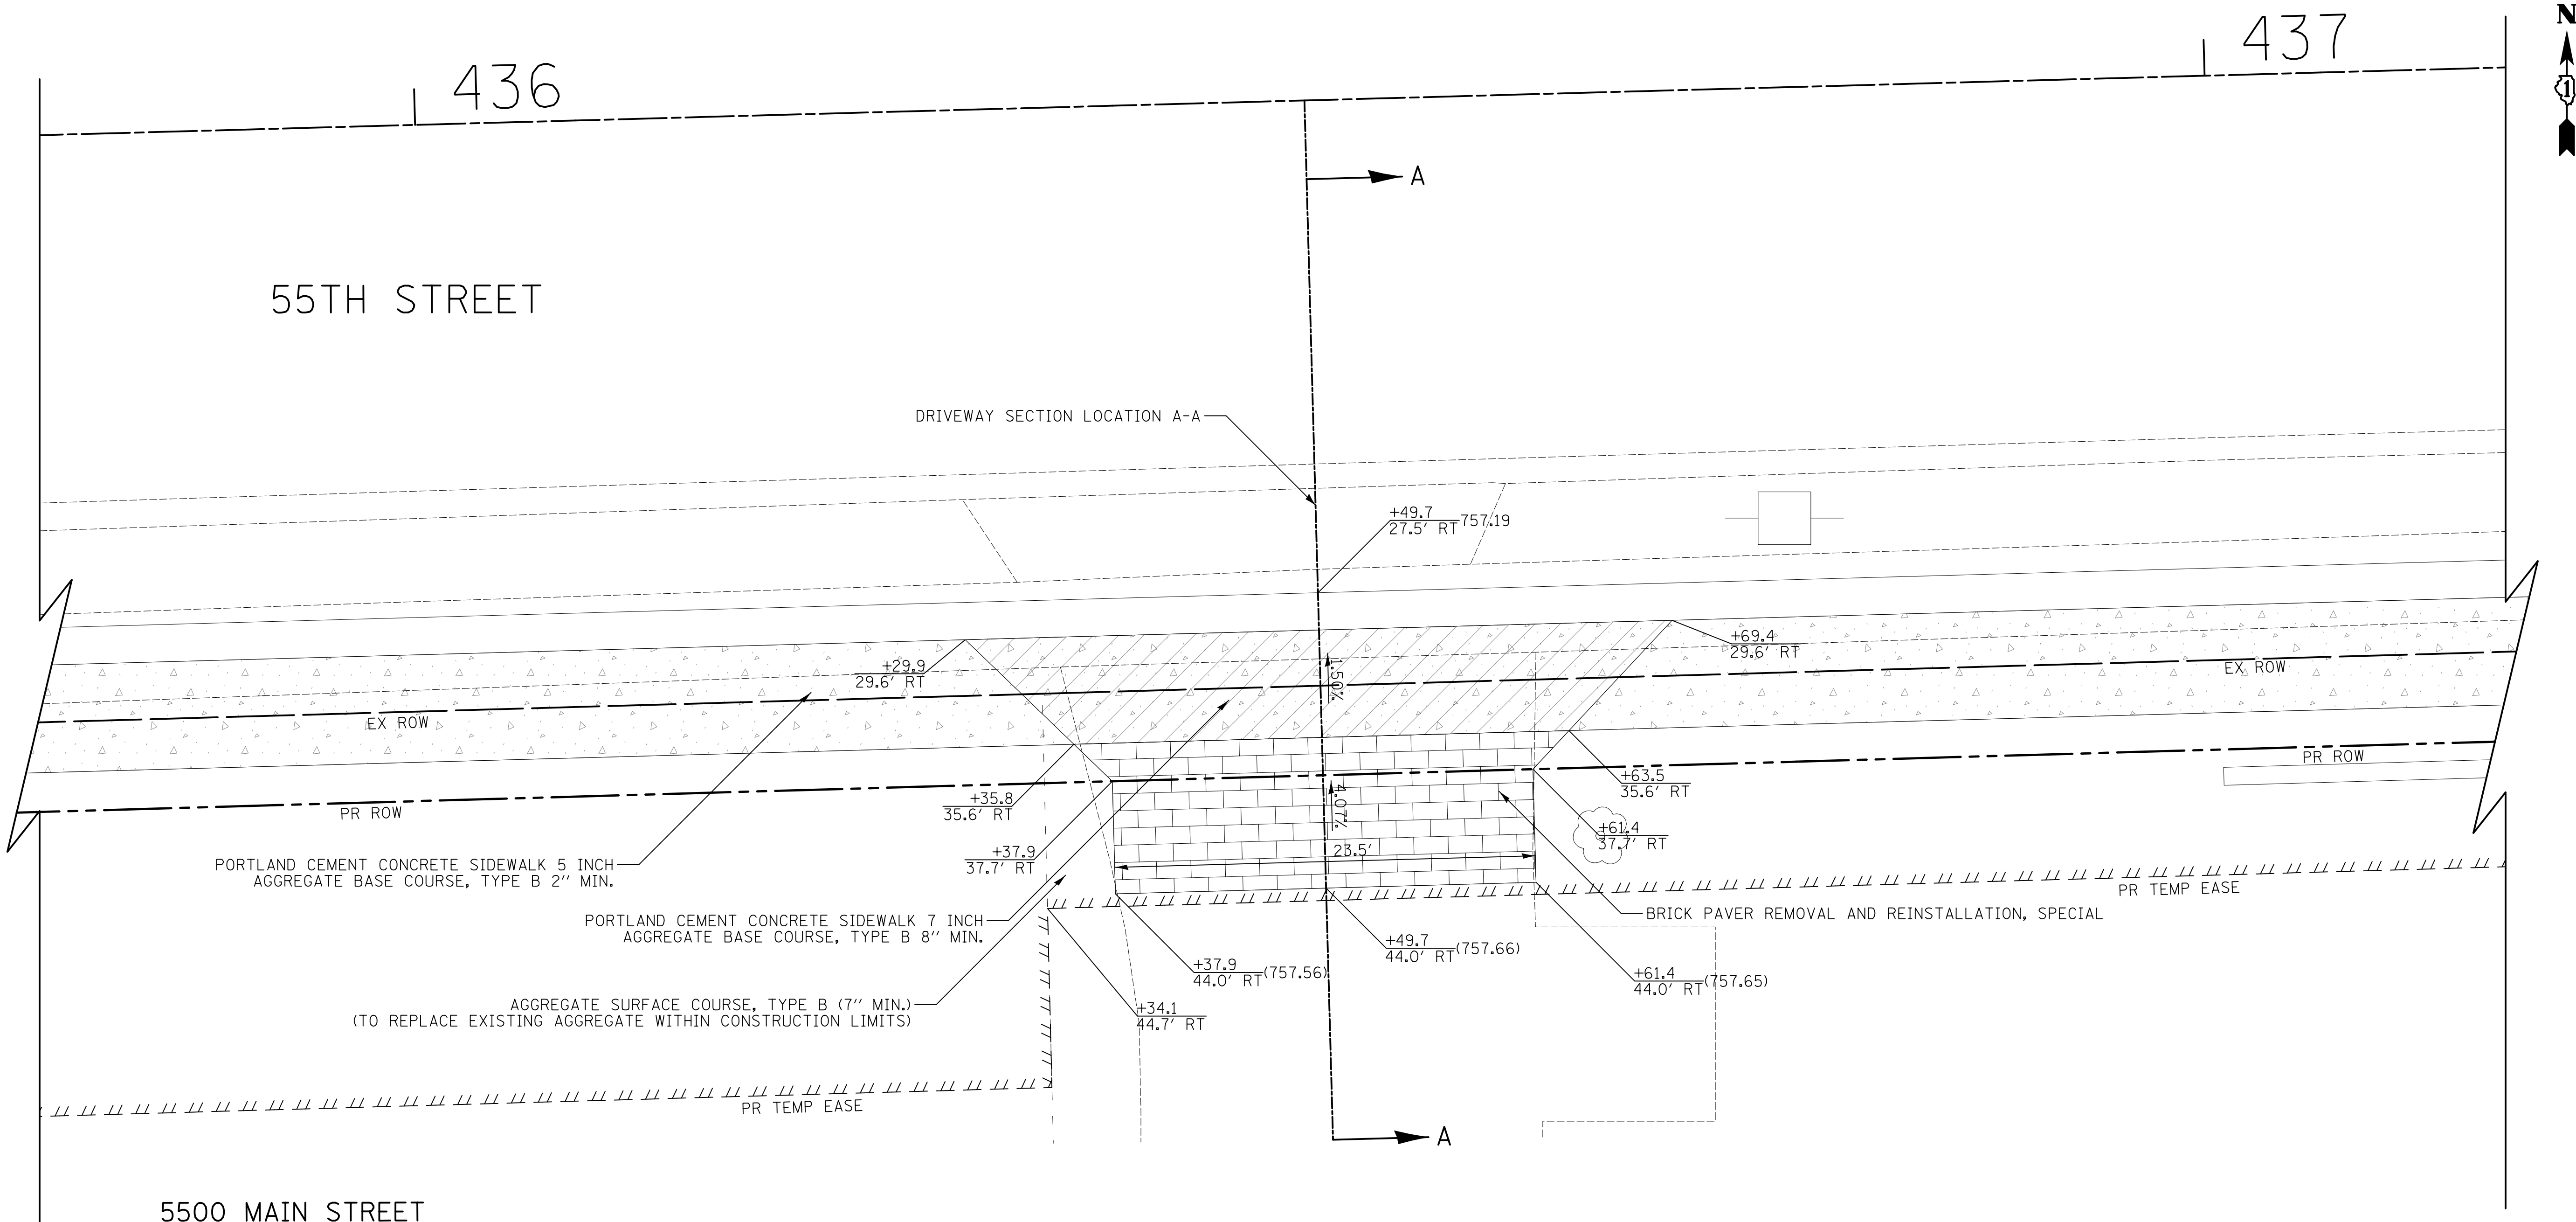 N
1
436
437
A
55TH STREET
DRIVEWAY SECTION LOCATION A-A
+49.7
27.5' RT
757.19
+29.9
29.6' RT
+69.4
29.6' RT
1.50%
EX ROW
EX ROW
PR ROW
PR ROW
+35.8
35.6' RT
+63.5
35.6' RT
4.07%
+37.9
37.7' RT
+61.4
37.7' RT
23.5'
PORTLAND CEMENT CONCRETE SIDEWALK 5 INCH
AGGREGATE BASE COURSE, TYPE B 2" MIN.
PR TEMP EASE
PORTLAND CEMENT CONCRETE SIDEWALK 7 INCH
AGGREGATE BASE COURSE, TYPE B 8" MIN.
BRICK PAVER REMOVAL AND REINSTALLATION, SPECIAL
+49.7
44.0' RT
(757.66)
+37.9
44.0' RT
(757.56)
+61.4
44.0' RT
(757.65)
AGGREGATE SURFACE COURSE, TYPE B (7" MIN.)
(TO REPLACE EXISTING AGGREGATE WITHIN CONSTRUCTION LIMITS)
+34.1
44.7' RT
PR TEMP EASE
A
5500 MAIN STREET